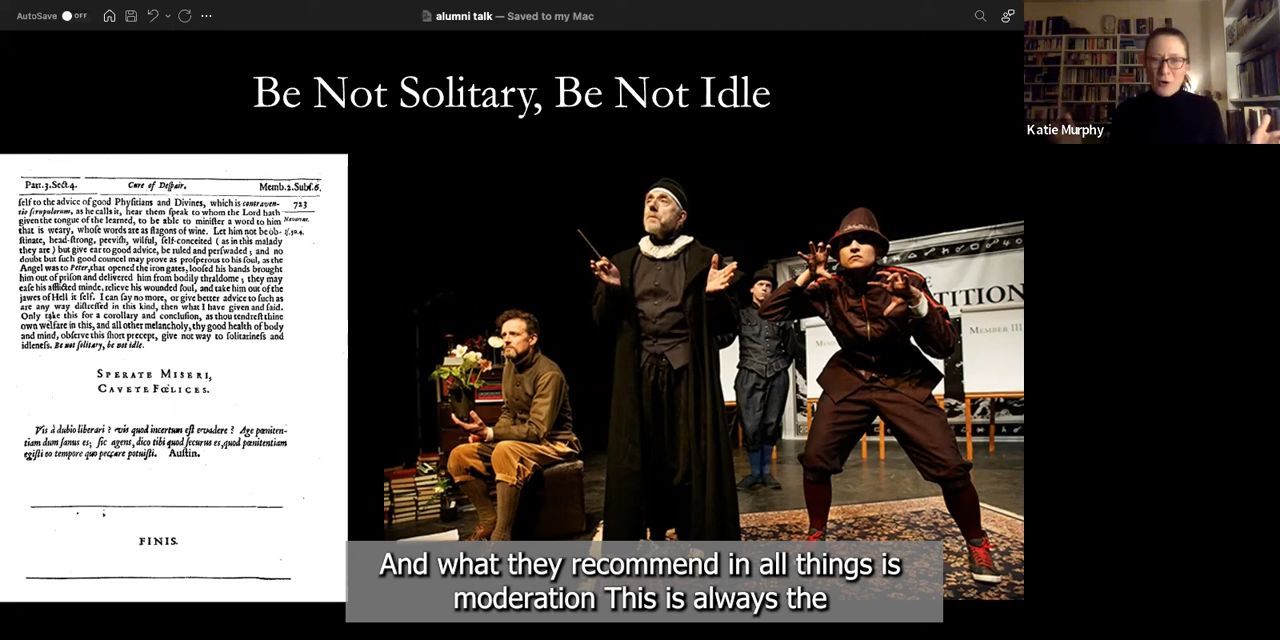 AutoSave OFF
alumni talk — Saved to my Mac
Be Not Solitary, Be Not Idle
Katie Murphy
Part.3.Sect.4. Cure of Despair. Memb.2.Subs.6.
self to the advice of good Physitians and Divines, which is contraven-
tio scrupulorum, as he calls it, hear them speak to whom the Lord hath
given the tongue of the learned, to be able to minister a word to him
that is weary, whose words are as flagons of wine. Let him not be ob-
stinate, head-strong, peevish, wilful, self-conceited ( as in this malady
they are ) but give ear to good advice, be ruled and perswaded ; and no
doubt but such good councel may prove as prosperous to his soul, as the
Angel was to Peter, that opened the iron gates, loosed his bands brought
him out of prison and delivered him from bodily thraldome ; they may
ease his afflicted minde, relieve his wounded soul, and take him out of the
jawes of Hell it self. I can say no more, or give better advice to such as
are any way distressed in this kind, then what I have given and said.
Only take this for a corollary and conclusion, as thou tendrest thine
own welfare in this, and all other melancholy, thy good health of body
and mind, observe this short precept, give not way to solitariness and
idleness. Be not solitary, be not idle.
723
SPERATE MISERI,
CAVETE FŒLICES.
Vis à dubio liberari ? vis quod incertum est evadere ? Age pœniten-
tiam dum sanus es; sic agens, dico tibi quod securus es, quod pœnitentiam
egisti eo tempore quo peccare potuisti. Austin.
FINIS.
TITION
MEMBER III
And what they recommend in all things is
moderation This is always the